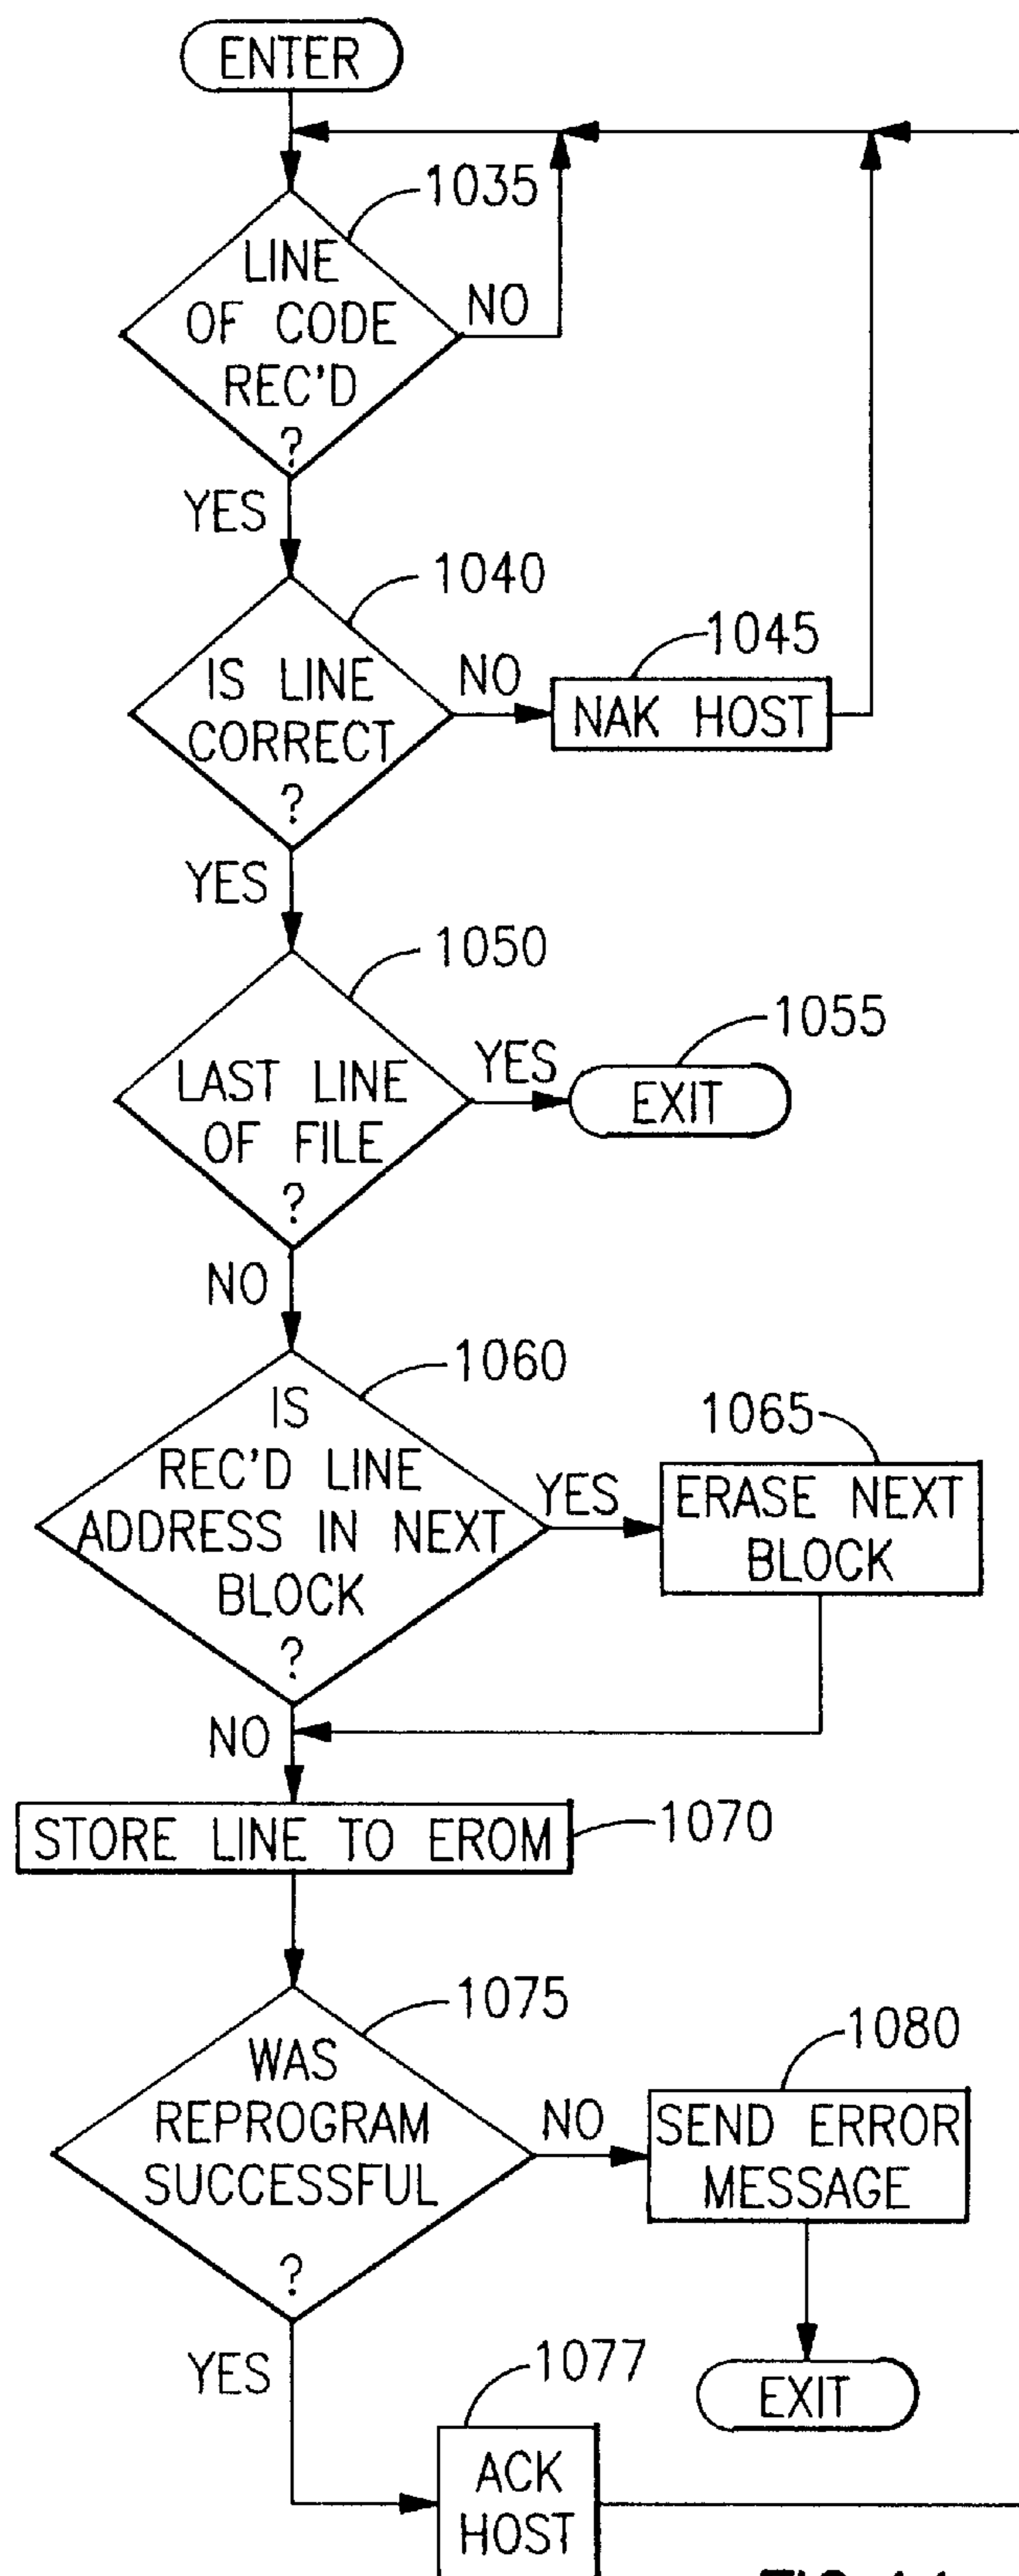 ENTER
1035
LINE
OF CODE
REC'D
?
NO
YES
1040
IS LINE
CORRECT
?
NO
1045
NAK HOST
YES
1050
LAST LINE
OF FILE
?
YES
1055
EXIT
NO
1060
IS
REC'D LINE
ADDRESS IN NEXT
BLOCK
?
YES
1065
ERASE NEXT
BLOCK
NO
STORE LINE TO EROM
1070
1075
WAS
REPROGRAM
SUCCESSFUL
?
NO
1080
SEND ERROR
MESSAGE
EXIT
YES
1077
ACK
HOST